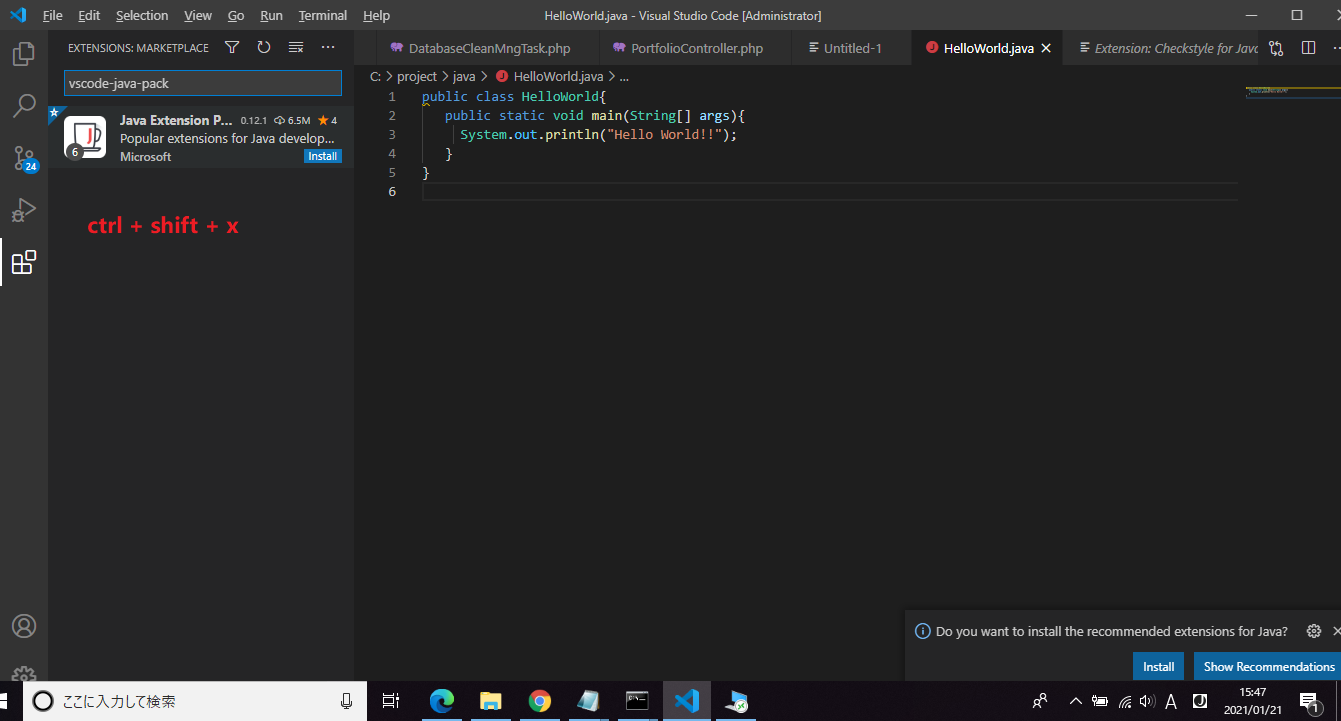 File Edit Selection View Go Run Terminal Help
HelloWorld.java - Visual Studio Code [Administrator]
EXTENSIONS: MARKETPLACE
DatabaseCleanMngTask.php
PortfolioController.php
Untitled-1
HelloWorld.java
Extension: Checkstyle for Java
vscode-java-pack
C: > project > java > HelloWorld.java > ...
Java Extension P... 0.12.1 6.5M 4
Popular extensions for Java develop...
6
Microsoft
Install
24
ctrl + shift + x
1 public class HelloWorld{
2 public static void main(String[] args){
3 System.out.println("Hello World!!");
4 }
5 }
6
Do you want to install the recommended extensions for Java?
Install
Show Recommendations
ここに入力して検索
A
J
15:47
2021/01/21
1